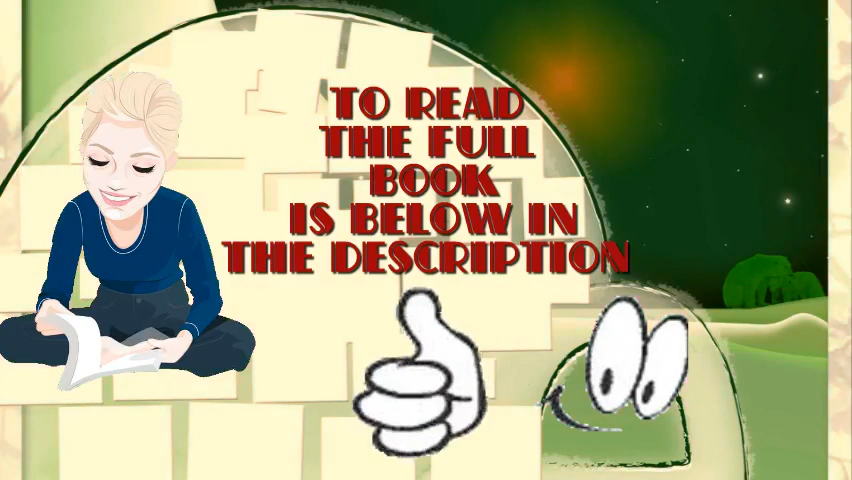 TO READ
THE FULL
BOOK
IS BELOW IN
THE DESCRIPTION